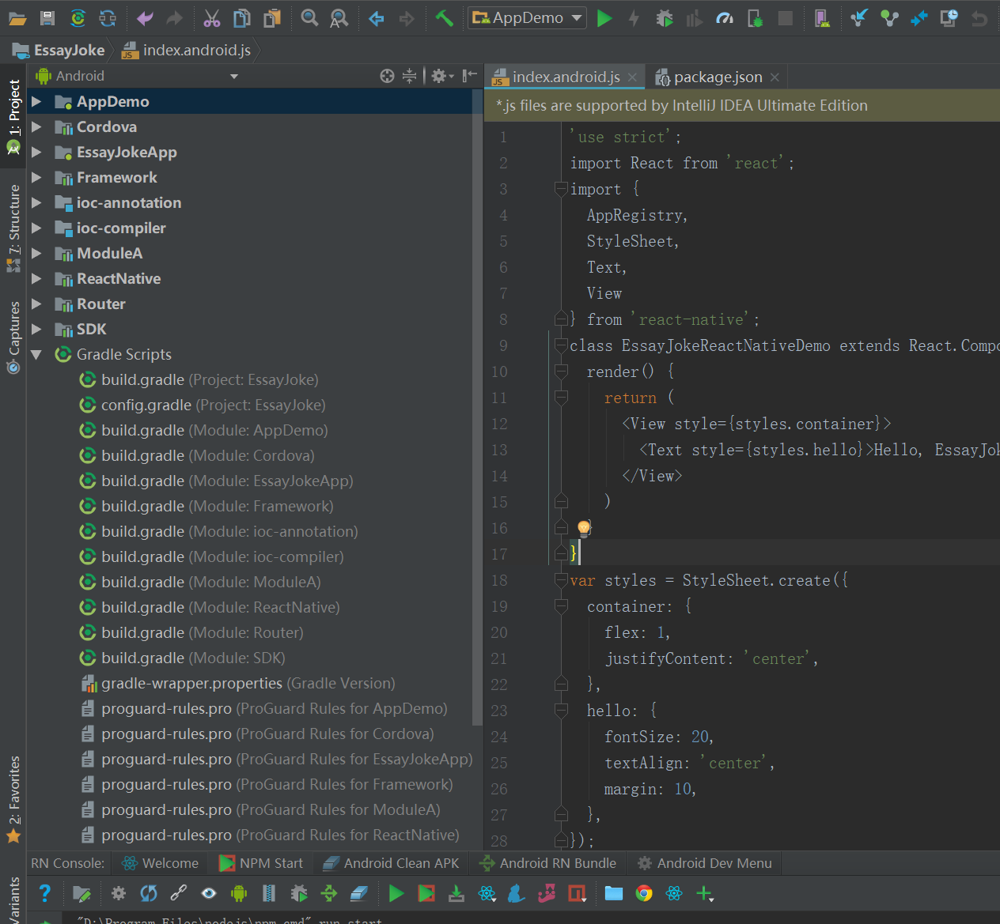 AppDemo
EssayJoke
index.android.js
1: Project
7: Structure
Captures
2: Favorites
Variants
Android
AppDemo
Cordova
EssayJokeApp
Framework
ioc-annotation
ioc-compiler
ModuleA
ReactNative
Router
SDK
Gradle Scripts
build.gradle (Project: EssayJoke)
config.gradle (Project: EssayJoke)
build.gradle (Module: AppDemo)
build.gradle (Module: Cordova)
build.gradle (Module: EssayJokeApp)
build.gradle (Module: Framework)
build.gradle (Module: ioc-annotation)
build.gradle (Module: ioc-compiler)
build.gradle (Module: ModuleA)
build.gradle (Module: ReactNative)
build.gradle (Module: Router)
build.gradle (Module: SDK)
gradle-wrapper.properties (Gradle Version)
proguard-rules.pro (ProGuard Rules for AppDemo)
proguard-rules.pro (ProGuard Rules for Cordova)
proguard-rules.pro (ProGuard Rules for EssayJokeApp)
proguard-rules.pro (ProGuard Rules for Framework)
proguard-rules.pro (ProGuard Rules for ModuleA)
proguard-rules.pro (ProGuard Rules for ReactNative)
index.android.js
package.json
*.js files are supported by IntelliJ IDEA Ultimate Edition
1 'use strict';
2 import React from 'react';
3 import {
4 AppRegistry,
5 StyleSheet,
6 Text,
7 View
8 } from 'react-native';
9 class EssayJokeReactNativeDemo extends React.Compo
10 render() {
11 return (
12 <View style={styles.container}>
13 <Text style={styles.hello}>Hello, EssayJok
14 </View>
15 )
16 }
17 }
18 var styles = StyleSheet.create({
19 container: {
20 flex: 1,
21 justifyContent: 'center',
22 },
23 hello: {
24 fontSize: 20,
25 textAlign: 'center',
26 margin: 10,
27 },
28 });
RN Console:
Welcome
NPM Start
Android Clean APK
Android RN Bundle
Android Dev Menu
"D:\Program Files\nodejs\npm.cmd" run start